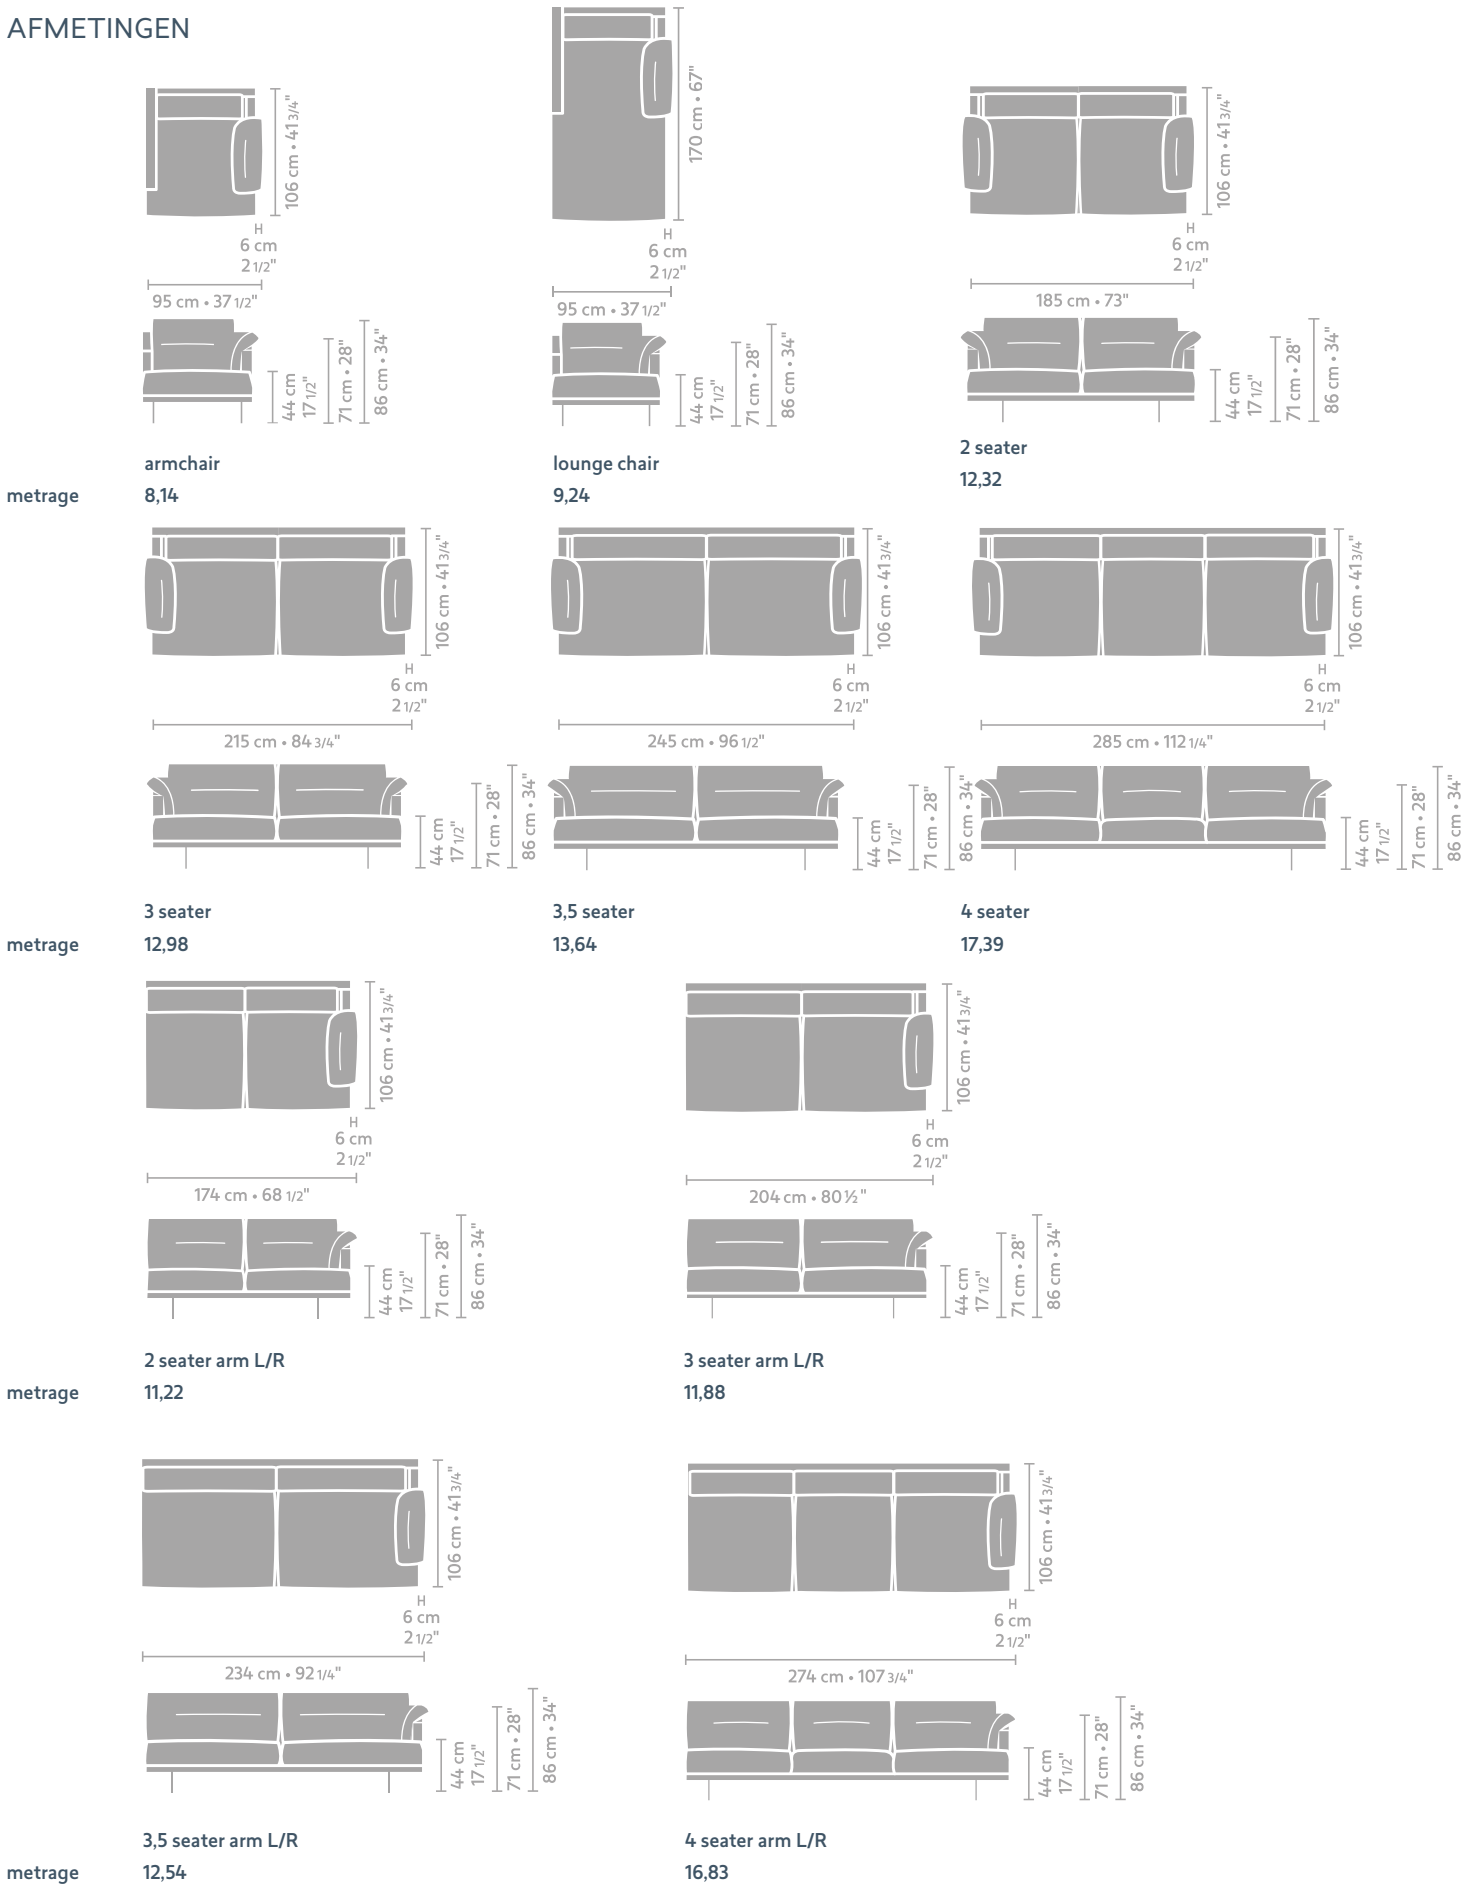 AFMETINGEN
106 cm • 41 3/4"
H
6 cm
2 1/2"
95 cm • 37 1/2"
44 cm
17 1/2"
71 cm • 28"
86 cm • 34"
armchair
metrage 8,14
170 cm • 67"
H
6 cm
2 1/2"
95 cm • 37 1/2"
44 cm
17 1/2"
71 cm • 28"
86 cm • 34"
lounge chair
9,24
106 cm • 41 3/4"
H
6 cm
2 1/2"
185 cm • 73"
44 cm
17 1/2"
71 cm • 28"
86 cm • 34"
2 seater
12,32
106 cm • 41 3/4"
H
6 cm
2 1/2"
215 cm • 84 3/4"
44 cm
17 1/2"
71 cm • 28"
86 cm • 34"
3 seater
metrage 12,98
106 cm • 41 3/4"
H
6 cm
2 1/2"
245 cm • 96 1/2"
44 cm
17 1/2"
71 cm • 28"
86 cm • 34"
3,5 seater
13,64
106 cm • 41 3/4"
H
6 cm
2 1/2"
285 cm • 112 1/4"
44 cm
17 1/2"
71 cm • 28"
86 cm • 34"
4 seater
17,39
106 cm • 41 3/4"
H
6 cm
2 1/2"
174 cm • 68 1/2"
44 cm
17 1/2"
71 cm • 28"
86 cm • 34"
2 seater arm L/R
metrage 11,22
106 cm • 41 3/4"
H
6 cm
2 1/2"
204 cm • 80 ½"
44 cm
17 1/2"
71 cm • 28"
86 cm • 34"
3 seater arm L/R
11,88
106 cm • 41 3/4"
H
6 cm
2 1/2"
234 cm • 92 1/4"
44 cm
17 1/2"
71 cm • 28"
86 cm • 34"
3,5 seater arm L/R
metrage 12,54
106 cm • 41 3/4"
H
6 cm
2 1/2"
274 cm • 107 3/4"
44 cm
17 1/2"
71 cm • 28"
86 cm • 34"
4 seater arm L/R
16,83